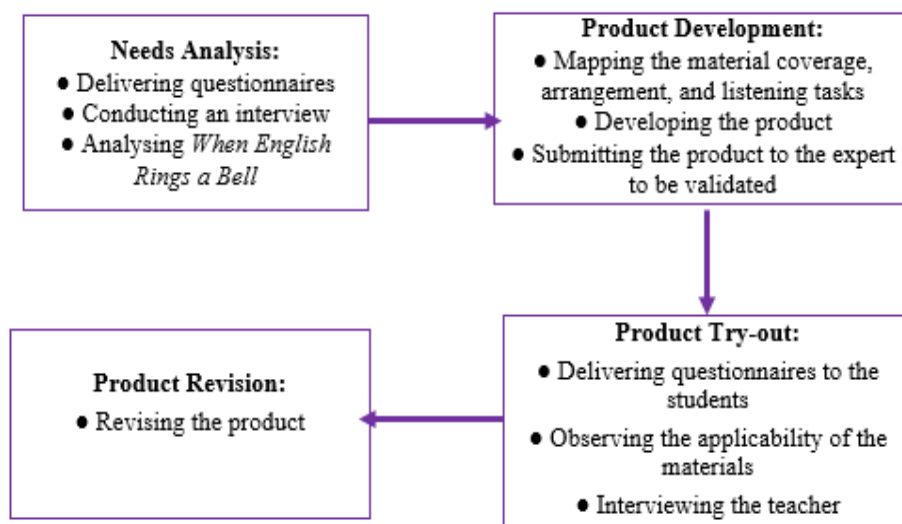 Needs Analysis:
● Delivering questionnaires
● Conducting an interview
● Analysing When English
Rings a Bell
Product Development:
● Mapping the material coverage,
arrangement, and listening tasks
● Developing the product
● Submitting the product to the expert
to be validated
Product Try-out:
● Delivering questionnaires to the
students
● Observing the applicability of the
materials
● Interviewing the teacher
Product Revision:
● Revising the product